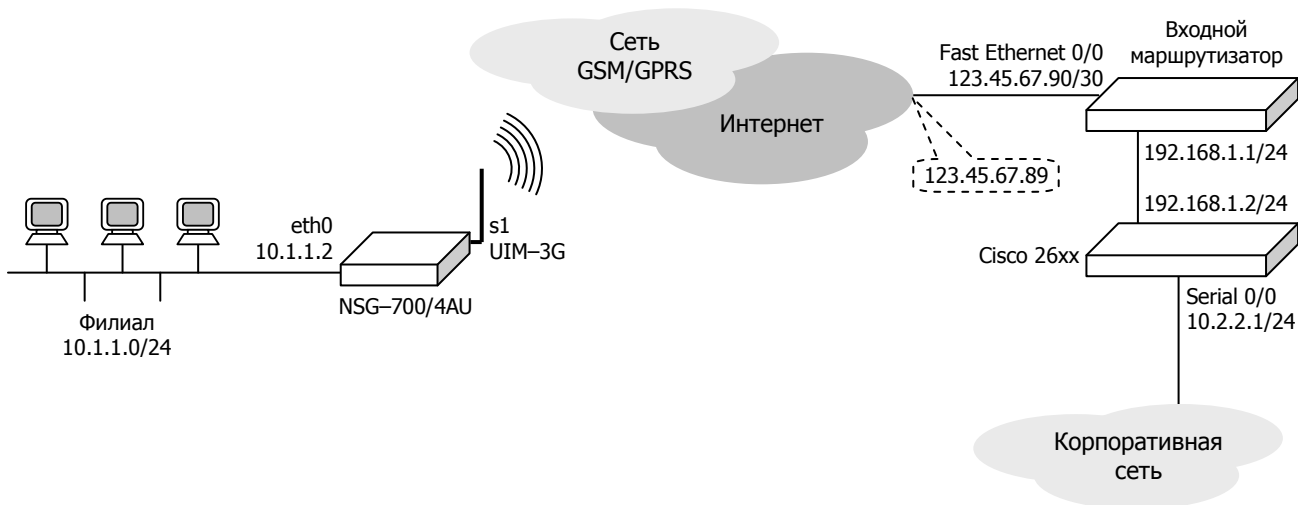 Сеть
GSM/GPRS
Интернет
Fast Ethernet 0/0
123.45.67.90/30
Входной
маршрутизатор
123.45.67.89
192.168.1.1/24
192.168.1.2/24
Cisco 26xx
Serial 0/0
10.2.2.1/24
Корпоративная
сеть
eth0
10.1.1.2
s1
UIM–3G
NSG–700/4AU
Филиал
10.1.1.0/24